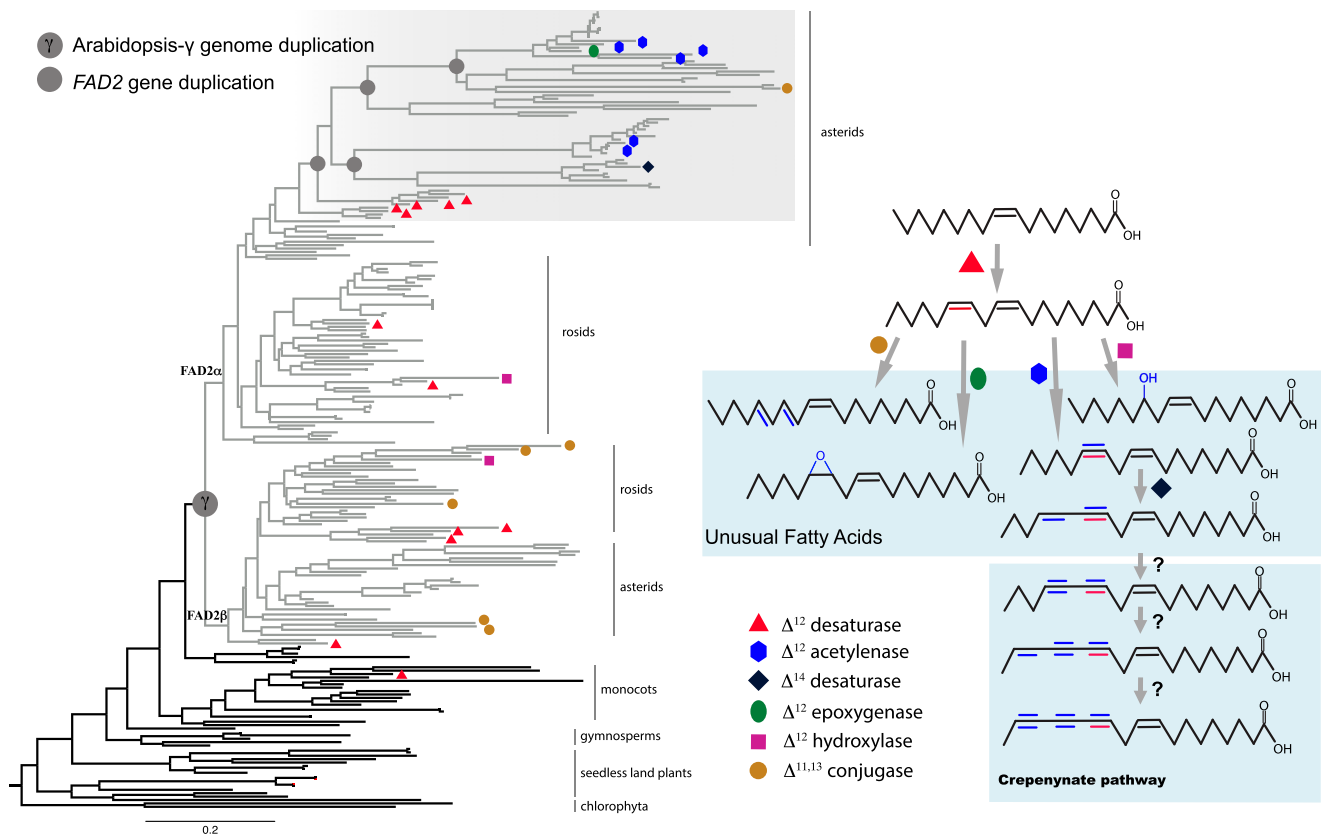 γ Arabidopsis-γ genome duplication
FAD2 gene duplication
asterids
rosids
FAD2α
γ
rosids
asterids
FAD2β
monocots
gymnosperms
seedless land plants
chlorophyta
0.2
O
OH
O
OH
O
OH
OH
O
OH
O
O
OH
O
OH
O
OH
Unusual Fatty Acids
?
O
OH
?
O
OH
?
O
OH
Crepenynate pathway
Δ12 desaturase
Δ12 acetylenase
Δ14 desaturase
Δ12 epoxygenase
Δ12 hydroxylase
Δ11,13 conjugase